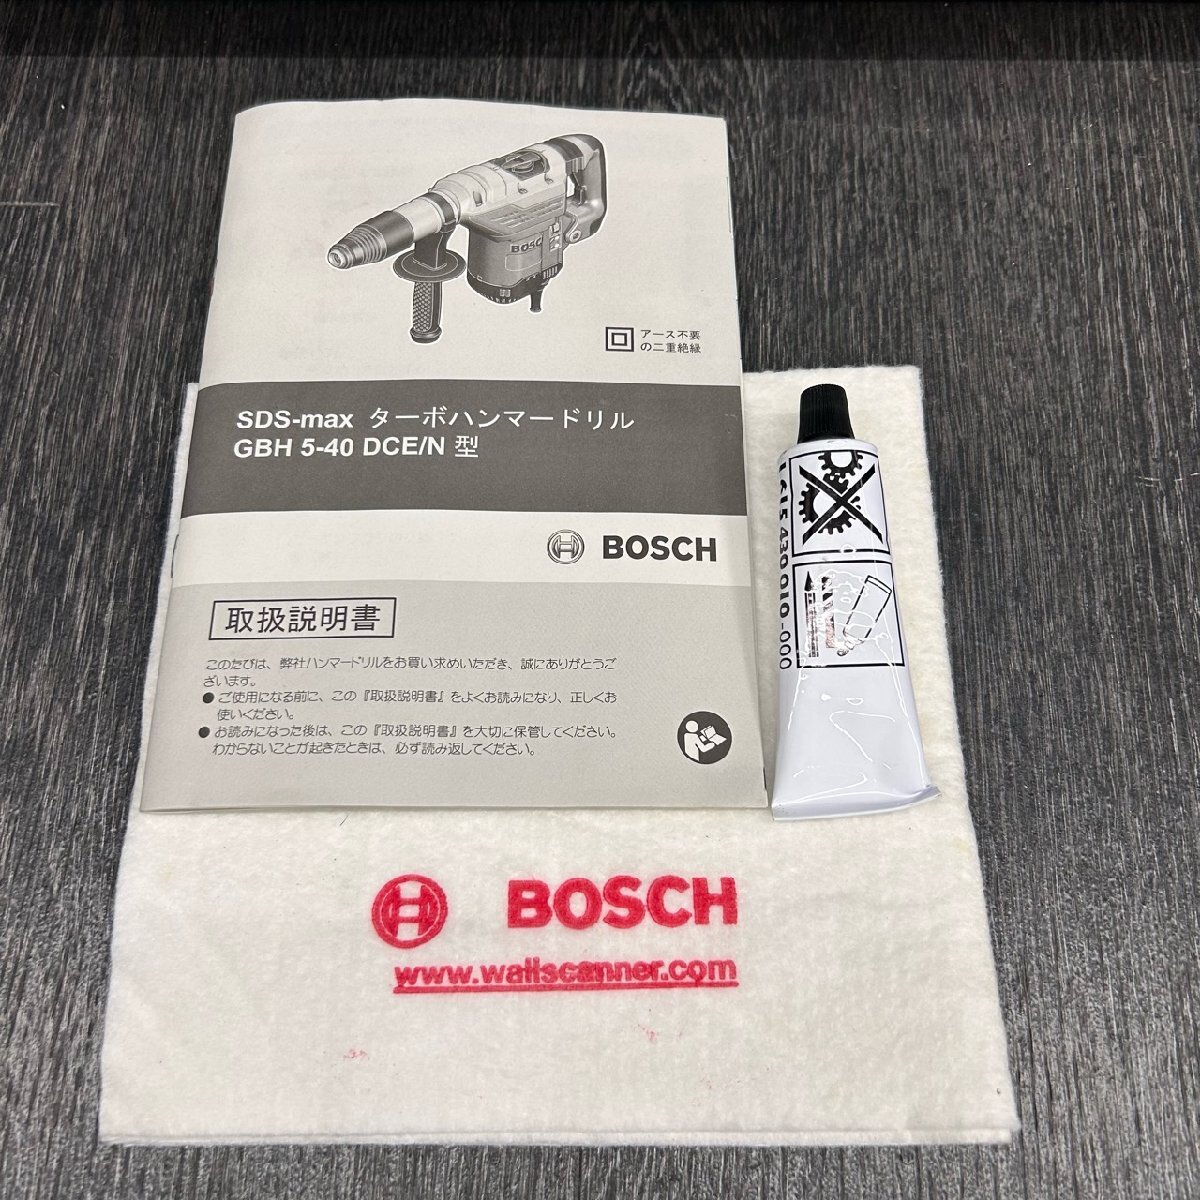 BOSCH
アース不要
の二重絶縁
SDS-max ターボハンマードリル
GBH 5-40 DCE/N 型
BOSCH
取扱説明書
このたびは、弊社ハンマードリルをお買い求めいただき、誠にありがとうご
ざいます。
● ご使用になる前に、この『取扱説明書』をよくお読みになり、正しくお
使いください。
● お読みになった後は、この『取扱説明書』を大切に保管してください。
わからないことが起きたときは、必ず読み返してください。
1 615 430 010 -000
BOSCH
www.wallscanner.com